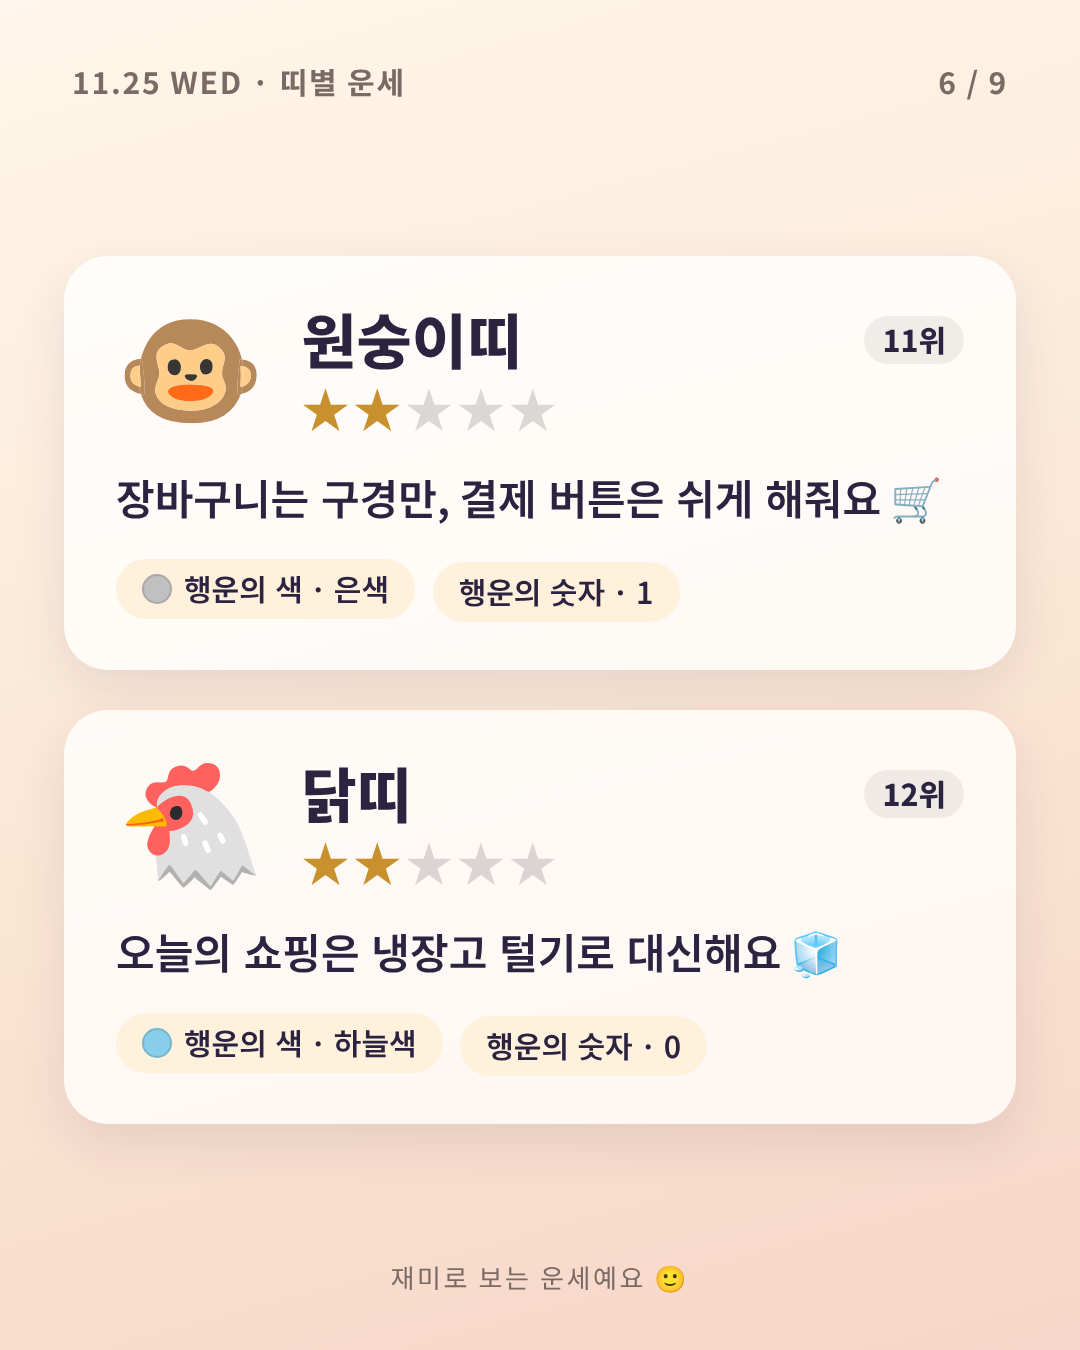 11.25 WED · 띠별 운세
6 / 9
원숭이띠
11위
★★★★★
장바구니는 구경만, 결제 버튼은 쉬게 해줘요 🛒
행운의 색 · 은색
행운의 숫자 · 1
닭띠
12위
★★★★★
오늘의 쇼핑은 냉장고 털기로 대신해요 🧊
행운의 색 · 하늘색
행운의 숫자 · 0
재미로 보는 운세예요 🙂